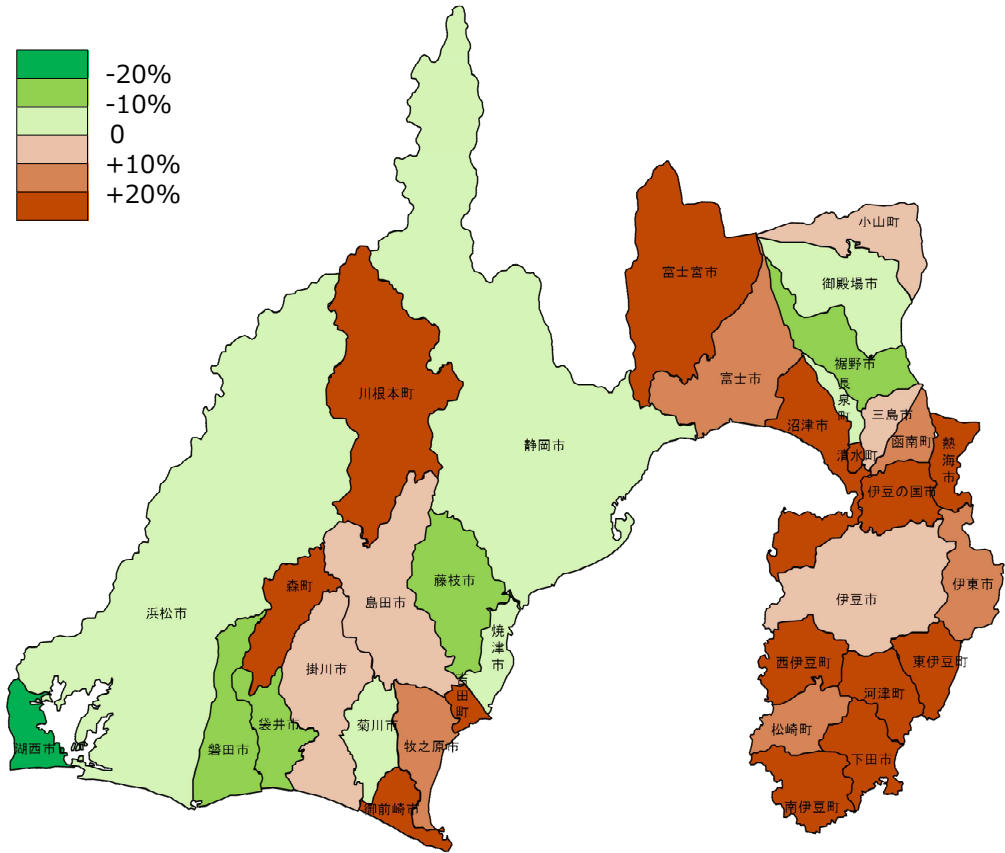 -20%
-10%
0
+10%
+20%
小山町
富士宮市
御殿場市
裾野市
富士市
長泉町
川根本町
三島市
沼津市
函南町
熱海市
静岡市
清水町
伊豆の国市
藤枝市
森町
伊東市
島田市
伊豆市
浜松市
焼津市
掛川市
西伊豆町
東伊豆町
吉田町
河津町
袋井市
菊川市
松崎町
湖西市
磐田市
牧之原市
下田市
御前崎市
南伊豆町